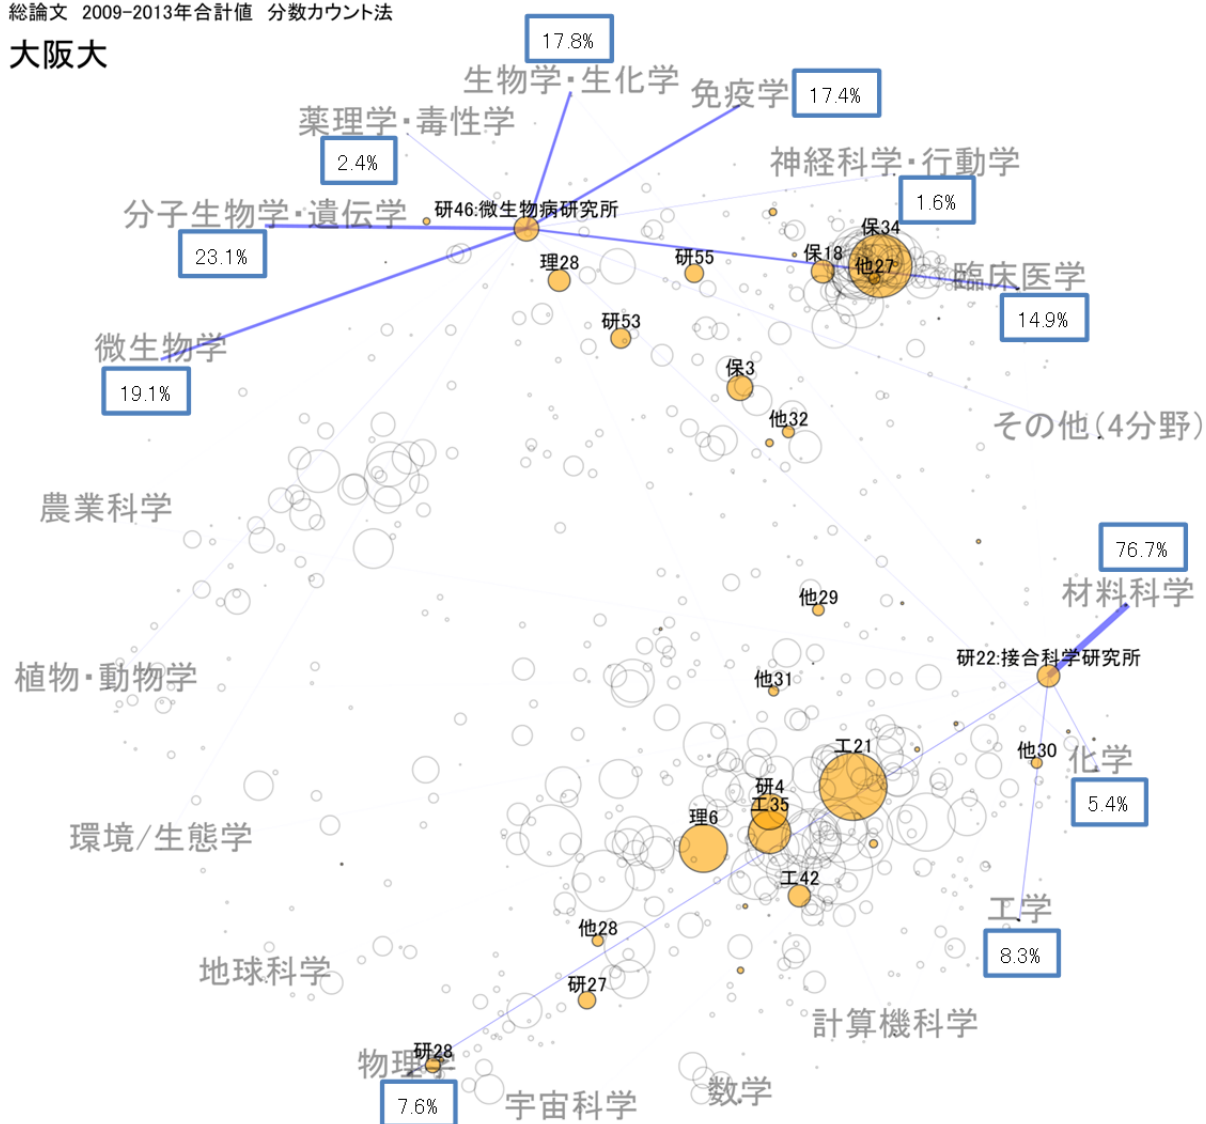 総論文 2009-2013年合計値 分数カウント法
大阪大
17.8%
生物学・生化学
免疫学
17.4%
薬理学・毒性学
2.4%
神経科学・行動学
1.6%
分子生物学・遺伝学
23.1%
研46:微生物病研究所
保34
理28
研55
保18
他27
臨床医学
14.9%
研53
微生物学
19.1%
保3
他32
その他(4分野)
農業科学
76.7%
材料科学
他29
研22:接合科学研究所
植物・動物学
他31
工21
他30
化学
5.4%
研4
工35
理6
環境/生態学
工42
工学
8.3%
他28
地球科学
研27
計算機科学
研28
物理学
7.6%
宇宙科学
数学